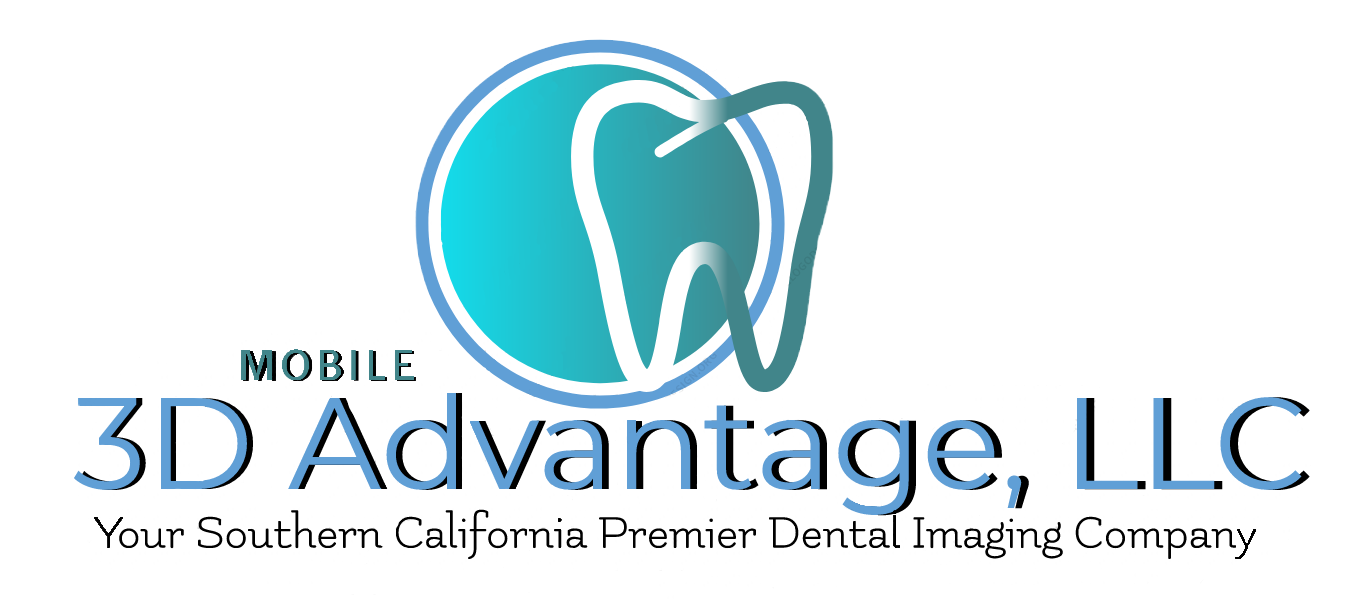 MOBILE
3D Advantage, LLC
Your Southern California Premier Dental Imaging Company